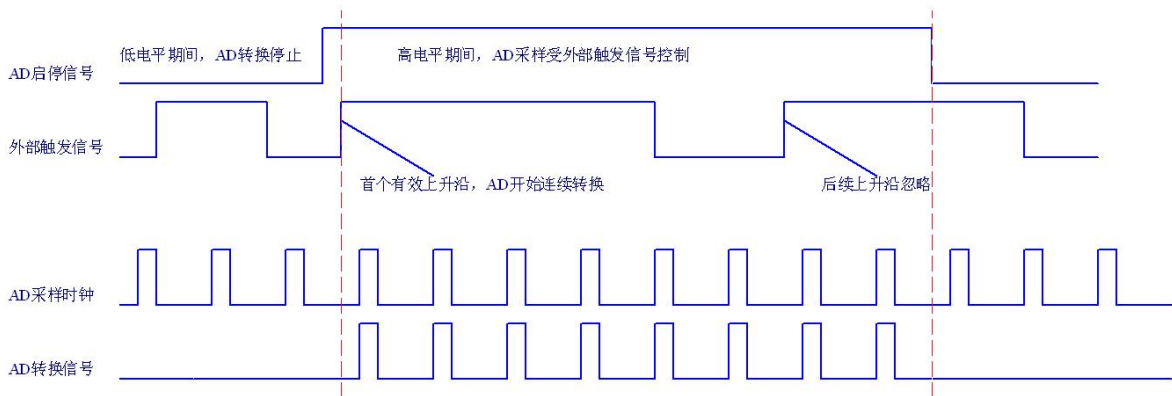 低电平期间，AD转换停止
高电平期间，AD采样受外部触发信号控制
AD启停信号
外部触发信号
首个有效上升沿，AD开始连续转换
后续上升沿忽略
AD采样时钟
AD转换信号